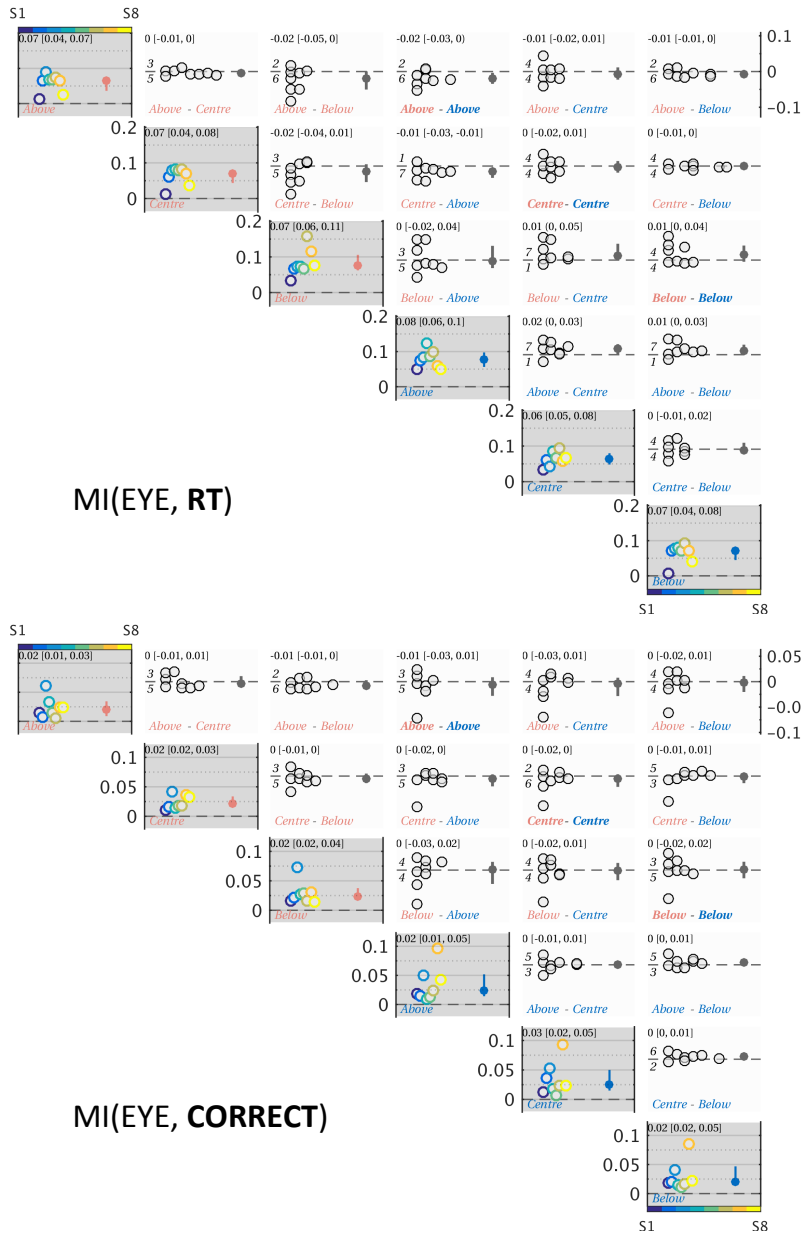 S1 S8
0.07 [0.04, 0.07] 0 [-0.01, 0] -0.02 [-0.05, 0] -0.02 [-0.03, 0] -0.01 [-0.02, 0.01] -0.01 [-0.01, 0] 0.1
3 2 2 4 2 0
5 6 6 4 6
Above Above - Centre Above - Below Above - Above Above - Centre Above - Below -0.1
0.2 0.07 [0.04, 0.08] -0.02 [-0.04, 0.01] -0.01 [-0.03, -0.01] 0 [-0.02, 0.01] 0 [-0.01, 0]
0.1 3 1 4 4
5 7 4 4
0 Centre Centre - Below Centre - Above Centre- Centre Centre - Below
0.2 0.07 [0.06, 0.11] 0 [-0.02, 0.04] 0.01 [0, 0.05] 0.01 [0, 0.04]
0.1 3 7 4
5 1 4
0 Below Below - Above Below - Centre Below - Below
0.2 0.08 [0.06, 0.1] 0.02 [0, 0.03] 0.01 [0, 0.03]
0.1 7 7
1 1
0 Above Above - Centre Above - Below
0.2 0.06 [0.05, 0.08] 0 [-0.01, 0.02]
0.1 4
4
0 Centre Centre - Below
MI(EYE, RT)
0.2 0.07 [0.04, 0.08]
0.1
0 Below
S1 S8
S1 S8
0.02 [0.01, 0.03] 0 [-0.01, 0.01] -0.01 [-0.01, 0] -0.01 [-0.03, 0.01] 0 [-0.03, 0.01] 0 [-0.02, 0.01] 0.05
3 2 3 4 4 0
5 6 5 4 4 -0.0
Above Above - Centre Above - Below Above - Above Above - Centre Above - Below -0.1
0.1 0.02 [0.02, 0.03] 0 [-0.01, 0] 0 [-0.02, 0] 0 [-0.02, 0] 0 [-0.01, 0.01]
0.05 3 3 2 5
5 5 6 3
0 Centre Centre - Below Centre - Above Centre- Centre Centre - Below
0.1 0.02 [0.02, 0.04] 0 [-0.03, 0.02] 0 [-0.02, 0.01] 0 [-0.02, 0.02]
0.05 4 4 3
4 4 5
0 Below Below - Above Below - Centre Below - Below
0.1 0.02 [0.01, 0.05] 0 [-0.01, 0.01] 0 [0, 0.01]
0.05 5 5
3 3
0 Above Above - Centre Above - Below
0.1 0.03 [0.02, 0.05] 0 [0, 0.01]
0.05 6
2
0 Centre Centre - Below
MI(EYE, CORRECT)
0.1 0.02 [0.02, 0.05]
0.05
0 Below
S1 S8